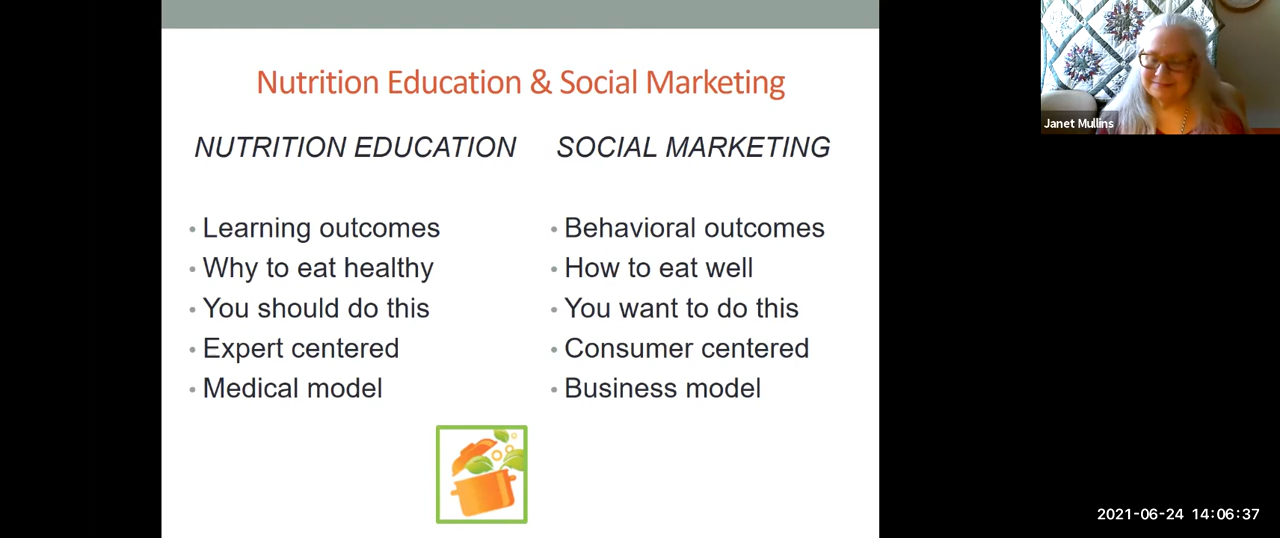 Nutrition Education & Social Marketing
NUTRITION EDUCATION
• Learning outcomes
• Why to eat healthy
• You should do this
• Expert centered
• Medical model
SOCIAL MARKETING
• Behavioral outcomes
• How to eat well
• You want to do this
• Consumer centered
• Business model
Janet Mullins
2021-06-24 14:06:37